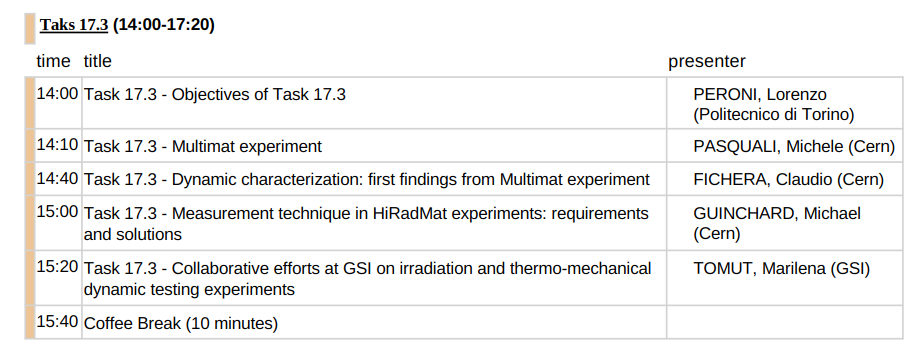 Taks 17.3 (14:00-17:20)
time title presenter
14:00 Task 17.3 - Objectives of Task 17.3 PERONI, Lorenzo
(Politecnico di Torino)
14:10 Task 17.3 - Multimat experiment PASQUALI, Michele (Cern)
14:40 Task 17.3 - Dynamic characterization: first findings from Multimat experiment FICHERA, Claudio (Cern)
15:00 Task 17.3 - Measurement technique in HiRadMat experiments: requirements GUINCHARD, Michael
and solutions (Cern)
15:20 Task 17.3 - Collaborative efforts at GSI on irradiation and thermo-mechanical TOMUT, Marilena (GSI)
dynamic testing experiments
15:40 Coffee Break (10 minutes)